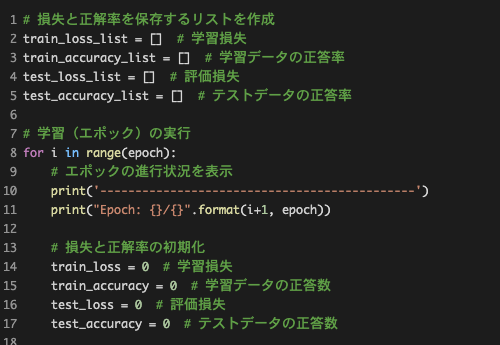 1 # 損失と正解率を保存するリストを作成
2 train_loss_list = []  # 学習損失
3 train_accuracy_list = []  # 学習データの正答率
4 test_loss_list = []  # 評価損失
5 test_accuracy_list = []  # テストデータの正答率
6
7 # 学習（エポック）の実行
8 for i in range(epoch):
9     # エポックの進行状況を表示
10     print('---------------------------------------------')
11     print("Epoch: {}/{}".format(i+1, epoch))
12
13     # 損失と正解率の初期化
14     train_loss = 0  # 学習損失
15     train_accuracy = 0  # 学習データの正答数
16     test_loss = 0  # 評価損失
17     test_accuracy = 0  # テストデータの正答数
18